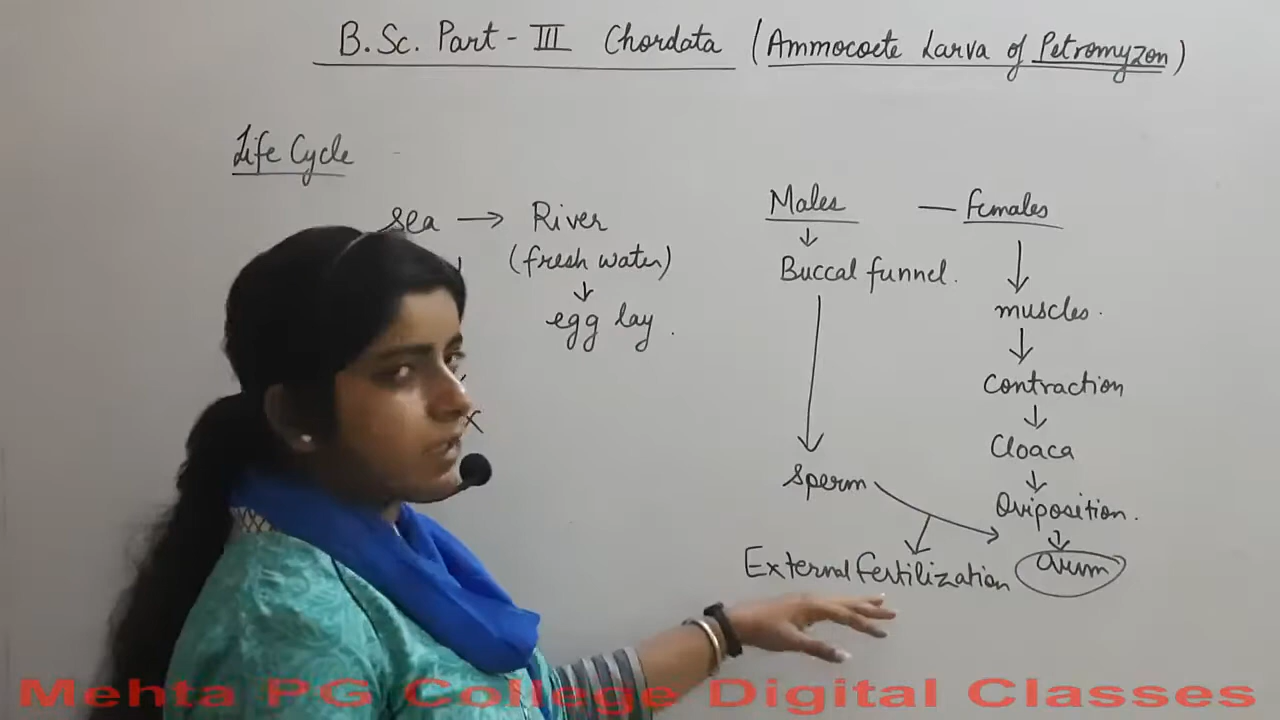 B.Sc. Part - III Chordata (Ammocoete Larva of Petromyzon)
Life Cycle
sea → River
(fresh water)
↓
egg lay.
x
Males — females
↓
Buccal funnel.
↓
Sperm
External fertilization
↓
muscles.
↓
Contraction
↓
Cloaca
↓
Oviposition.
↓
Ovum
Mehta PG College Digital Classes